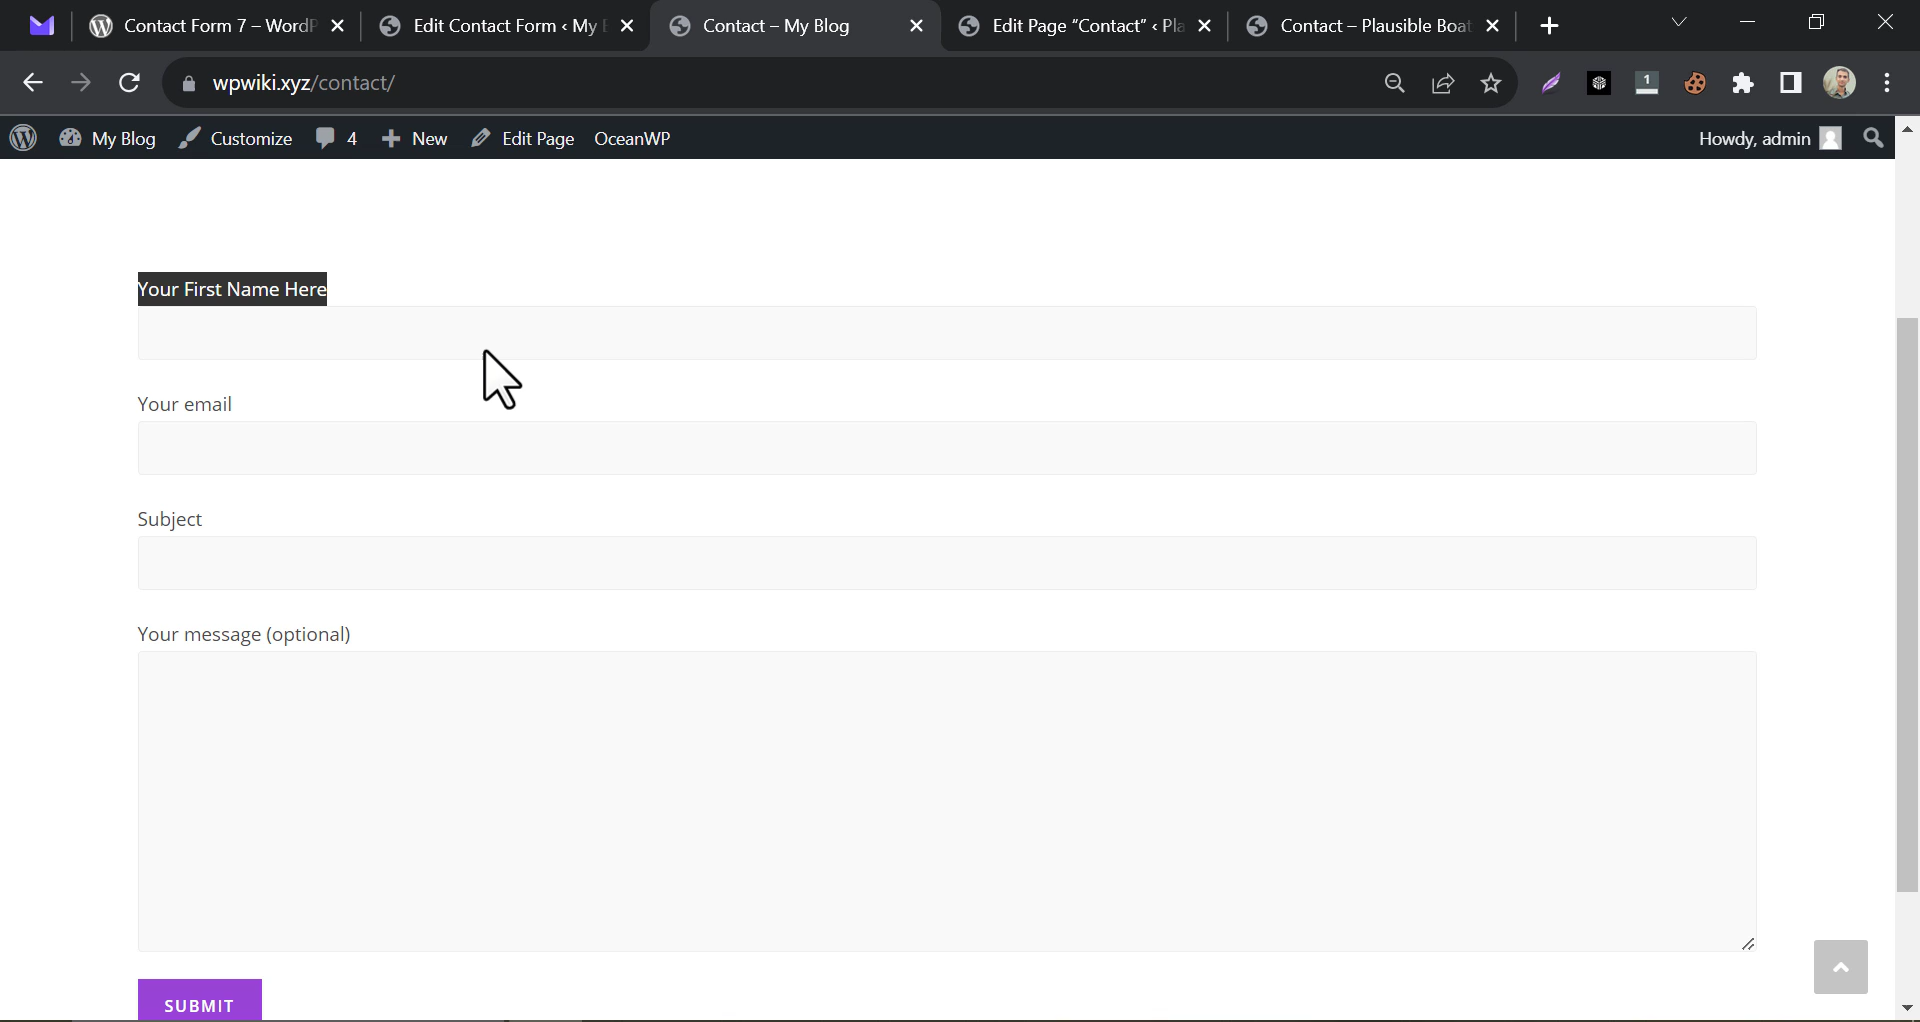 Contact Form 7 – WordP
Edit Contact Form ‹ My B
Contact – My Blog
Edit Page “Contact” ‹ Pla
Contact – Plausible Boat
wpwiki.xyz/contact/
1
My Blog
Customize
4
New
Edit Page
OceanWP
Howdy, admin
Your First Name Here
Your email
Subject
Your message (optional)
SUBMIT